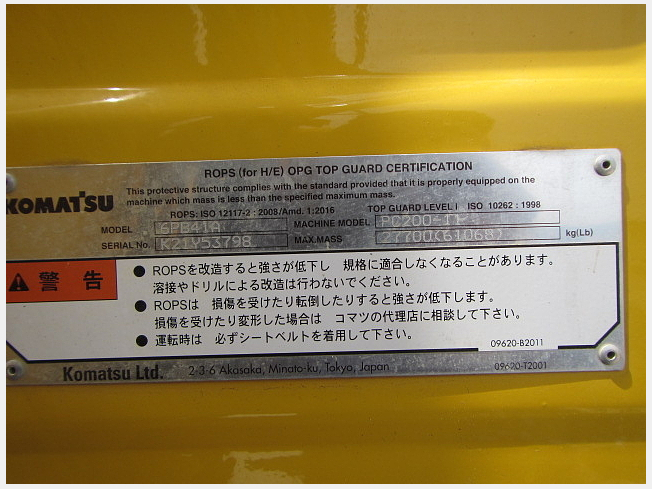 ROPS (for H/E) OPG TOP GUARD CERTIFICATION
KOMATSU
This protective structure complies with the standard provided that it is properly equipped on the
machine which mass is less than the specified maximum mass.
ROPS: ISO 12117-2 : 2008/Amd. 1:2016 TOP GUARD LEVEL I ISO 10262 : 1998
MODEL 6PB41A MACHINE MODEL PC200-11
SERIAL No. K21Y53798 MAX.MASS 27700(61068) kg(Lb)
警告
● ROPSを改造すると強さが低下し 規格に適合しなくなることがあります。
溶接やドリルによる改造は行わないでください。
● ROPSは 損傷を受けたり転倒したりすると強さが低下します。
損傷を受けたり変形した場合は コマツの代理店に相談して下さい。
● 運転時は 必ずシートベルトを着用して下さい。
09620-B2011
Komatsu Ltd. 2-3-6 Akasaka, Minato-ku, Tokyo, Japan 09620-T2001